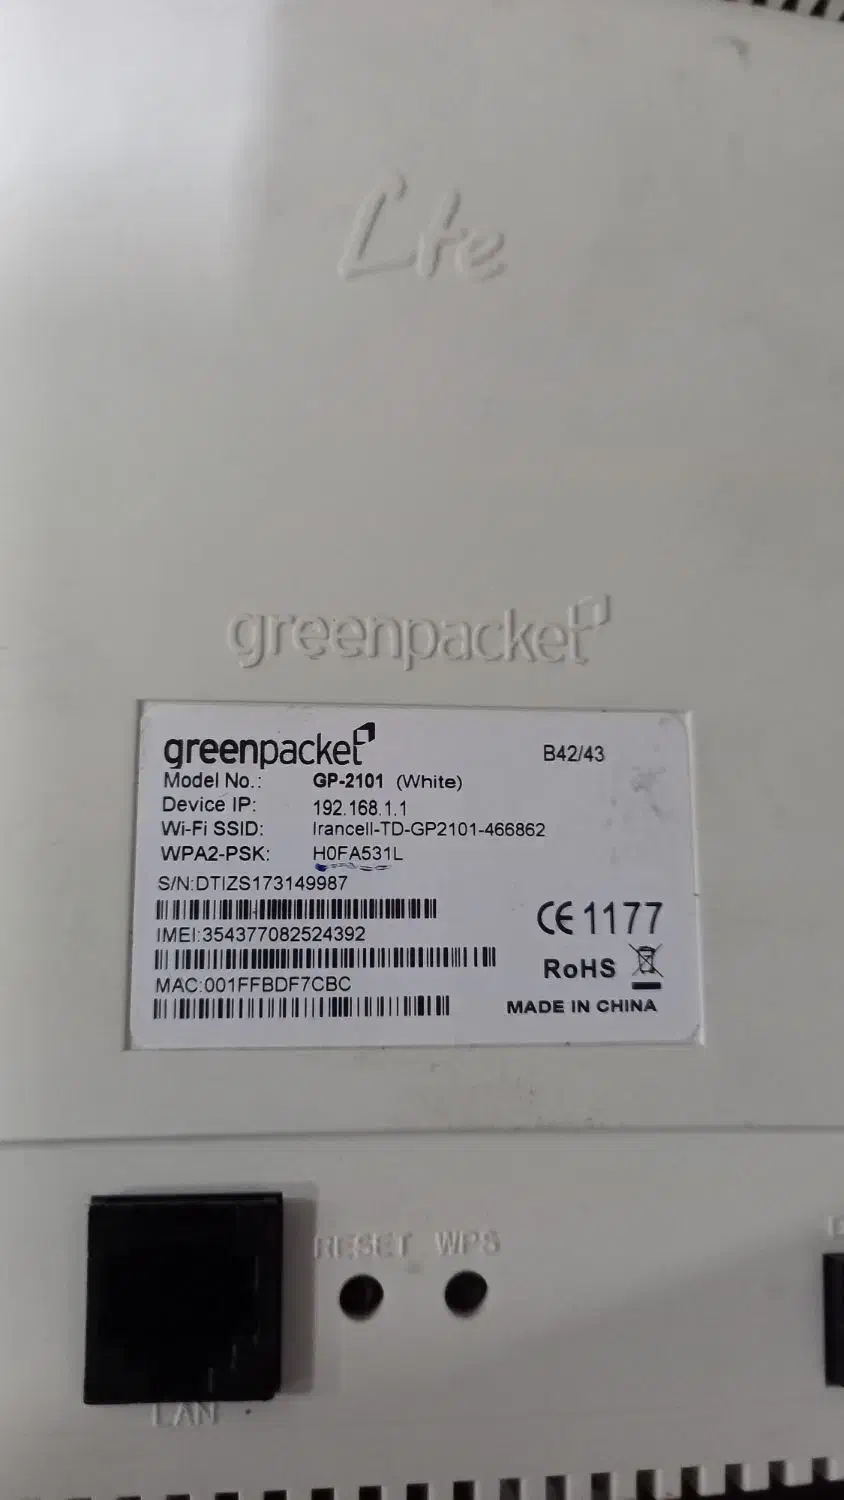 Lte
greenpacket
greenpacket
B42/43
Model No.: GP-2101 (White)
Device IP: 192.168.1.1
Wi-Fi SSID: Irancell-TD-GP2101-466862
WPA2-PSK: H0FA531L
S/N:DTIZS173149987
IMEI:354377082524392
MAC:001FFBDF7CBC
CE 1177
RoHS
MADE IN CHINA
RESET WPS
LAN